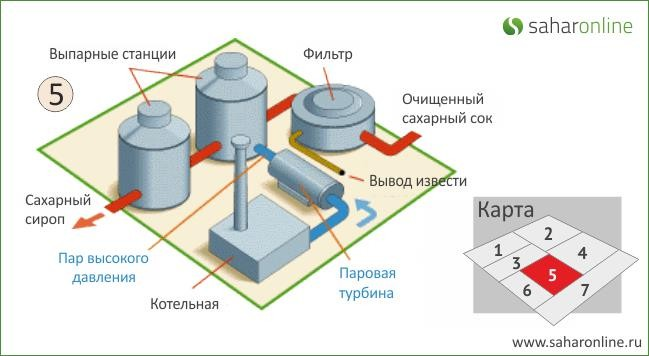 saharonline
Выпарные станции
Фильтр
5
Очищенный
сахарный сок
Вывод извести
Сахарный
сироп
Пар высокого
давления
Котельная
Паровая
турбина
Карта
1
2
3
4
5
6
7
www.saharonline.ru